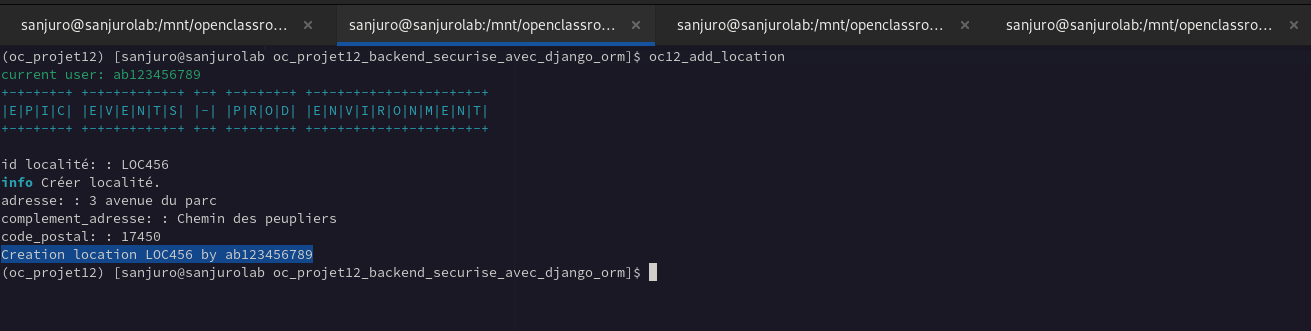 sanjuro@sanjurolab:/mnt/openclassro... × sanjuro@sanjurolab:/mnt/openclassro... × sanjuro@sanjurolab:/mnt/openclassro... × sanjuro@sanjurolab:/mnt/openclassro... ×
(oc_projet12) [sanjuro@sanjurolab oc_projet12_backend_securise_avec_django_orm]$ oc12_add_location
current user: ab123456789
+-+-+-+-+ +-+-+-+-+-+-+ +-+ +-+-+-+-+ +-+-+-+-+-+-+-+-+-+-+-+
|E|P|I|C| |E|V|E|N|T|S| |-| |P|R|O|D| |E|N|V|I|R|O|N|M|E|N|T|
+-+-+-+-+ +-+-+-+-+-+-+ +-+ +-+-+-+-+ +-+-+-+-+-+-+-+-+-+-+-+
id localité: : LOC456
info Créer localité.
adresse: : 3 avenue du parc
complement_adresse: : Chemin des peupliers
code_postal: : 17450
Creation location LOC456 by ab123456789
(oc_projet12) [sanjuro@sanjurolab oc_projet12_backend_securise_avec_django_orm]$